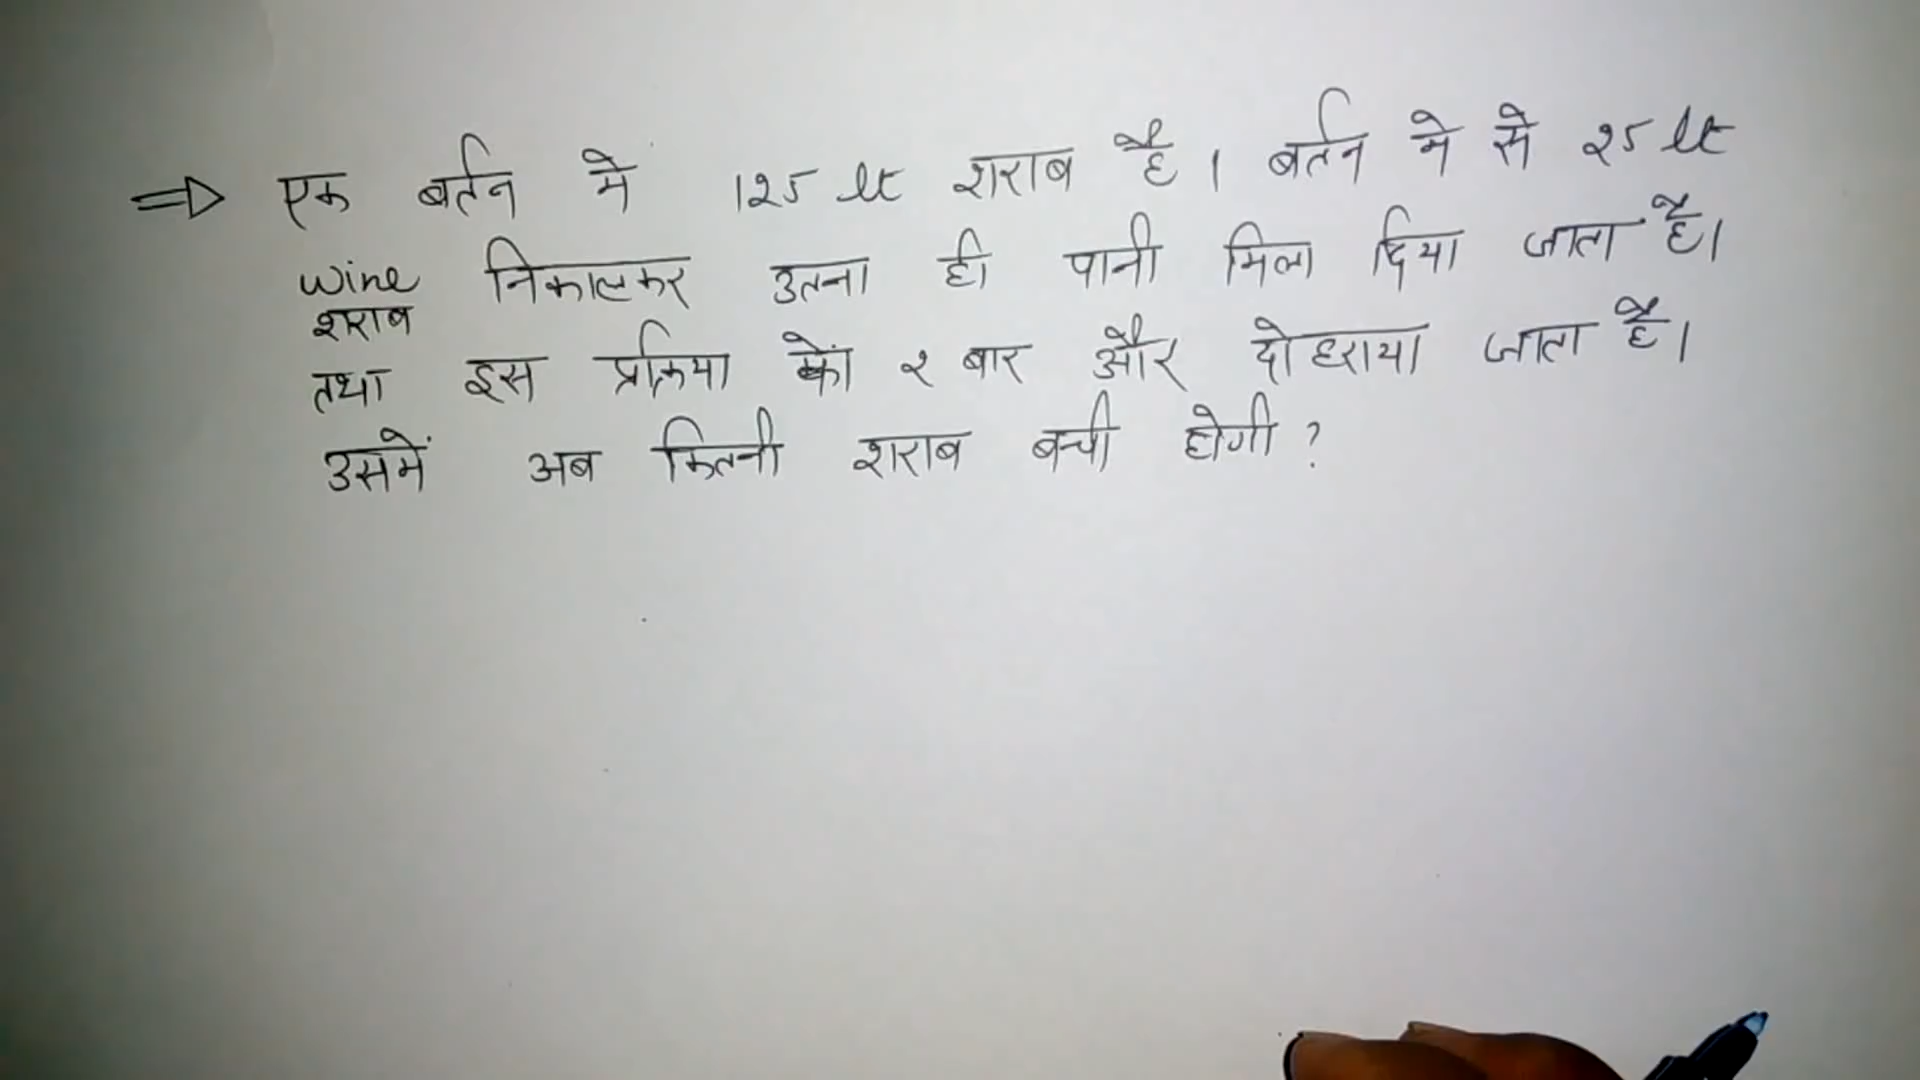 ⇒ एक बर्तन मे 125 lt शराब है। बर्तन मे से 25 lt
wine निकालकर उतना ही पानी मिला दिया जाता है।
शराब
तथा इस प्रक्रिया कों 2 बार और दोहराया जाता है।
उसमें अब कितनी शराब बची होगी ?